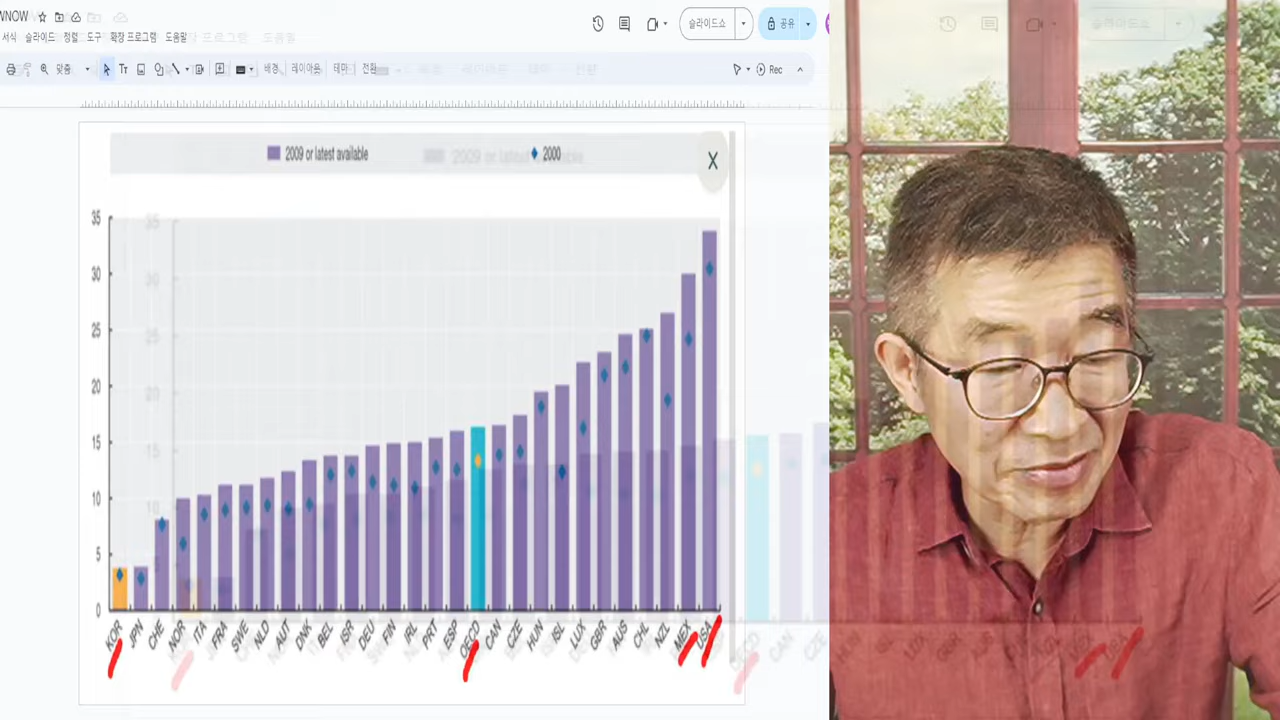 WNOW
슬라이드쇼
공유
서식 슬라이드 정렬 도구 확장 프로그램 도움말
맞춤 Tт 배경 레이아웃 테마 전환 Rec
2009 or latest available 2000
X
35
30
25
20
15
10
5
0
KOR JPN CHE NOR ITA FRA SWE NLD AUT DNK BEL ISR DEU FIN IRL PRT ESP OECD CAN CZE HUN ISL LUX GBR AUS CHL NZL MEX USA